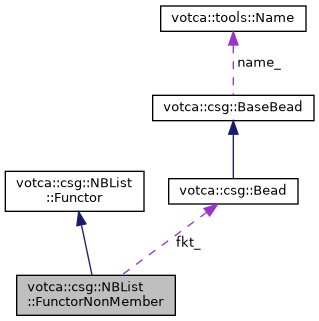 votca::tools::Name
name_
votca::csg::BaseBead
votca::csg::NBList
::Functor
votca::csg::Bead
fkt_
votca::csg::NBList
::FunctorNonMember